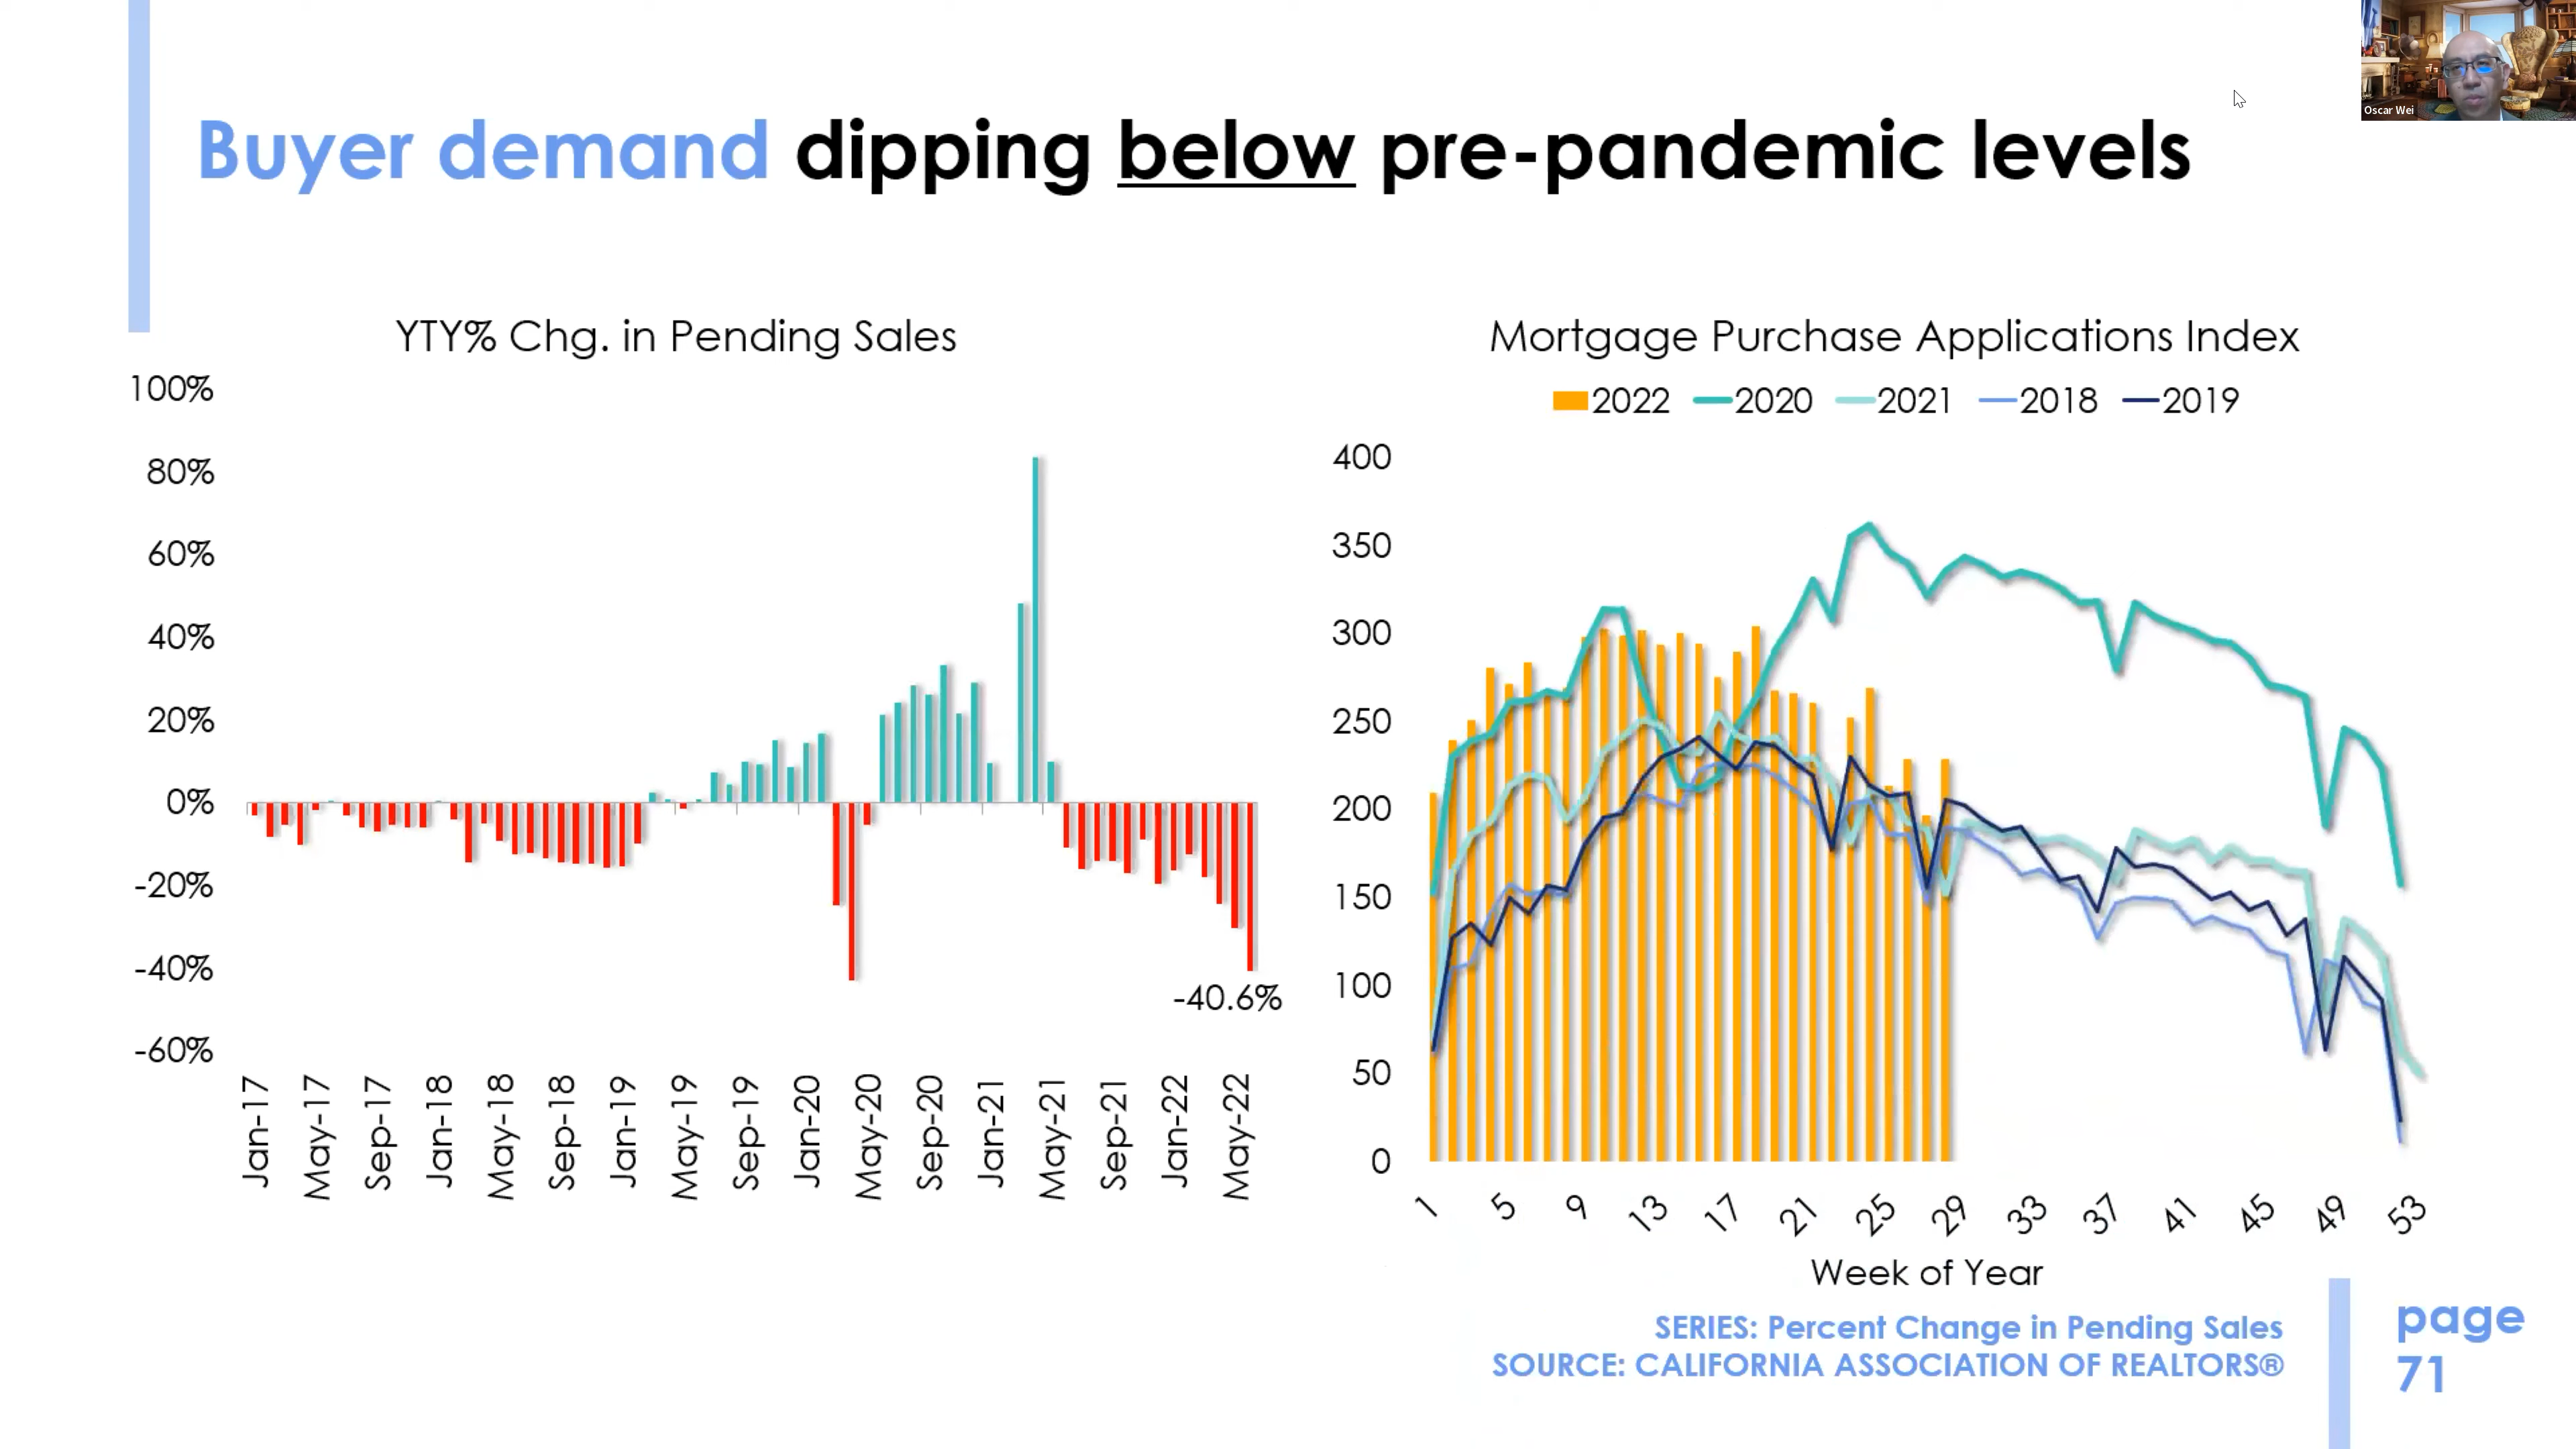 Oscar Wei
Buyer demand dipping below pre-pandemic levels
YTY% Chg. in Pending Sales
100%
80%
60%
40%
20%
0%
-20%
-40%
-60%
-40.6%
Jan-17
May-17
Sep-17
Jan-18
May-18
Sep-18
Jan-19
May-19
Sep-19
Jan-20
May-20
Sep-20
Jan-21
May-21
Sep-21
Jan-22
May-22
Mortgage Purchase Applications Index
2022 2020 2021 2018 2019
400
350
300
250
200
150
100
50
0
1 5 9 13 17 21 25 29 33 37 41 45 49 53
Week of Year
SERIES: Percent Change in Pending Sales
SOURCE: CALIFORNIA ASSOCIATION OF REALTORS®
page
71